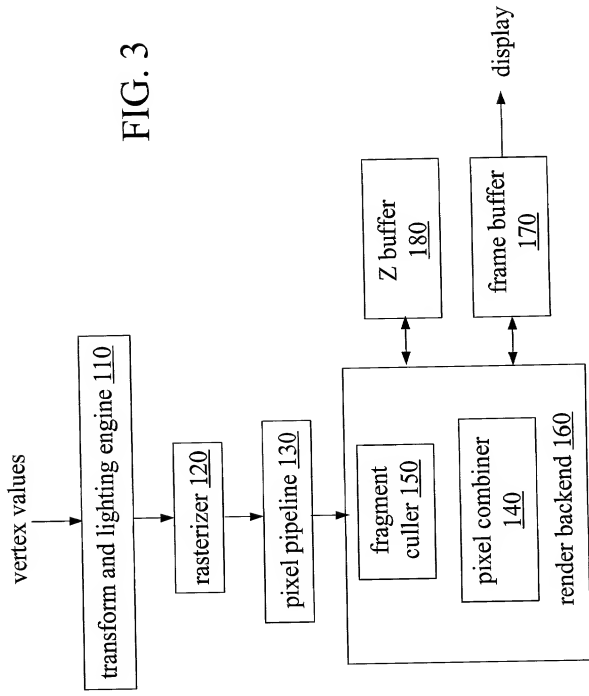 FIG. 3
vertex values
transform and lighting engine 110
rasterizer 120
pixel pipeline 130
fragment
culler 150
pixel combiner
140
render backend 160
Z buffer
180
frame buffer
170
display